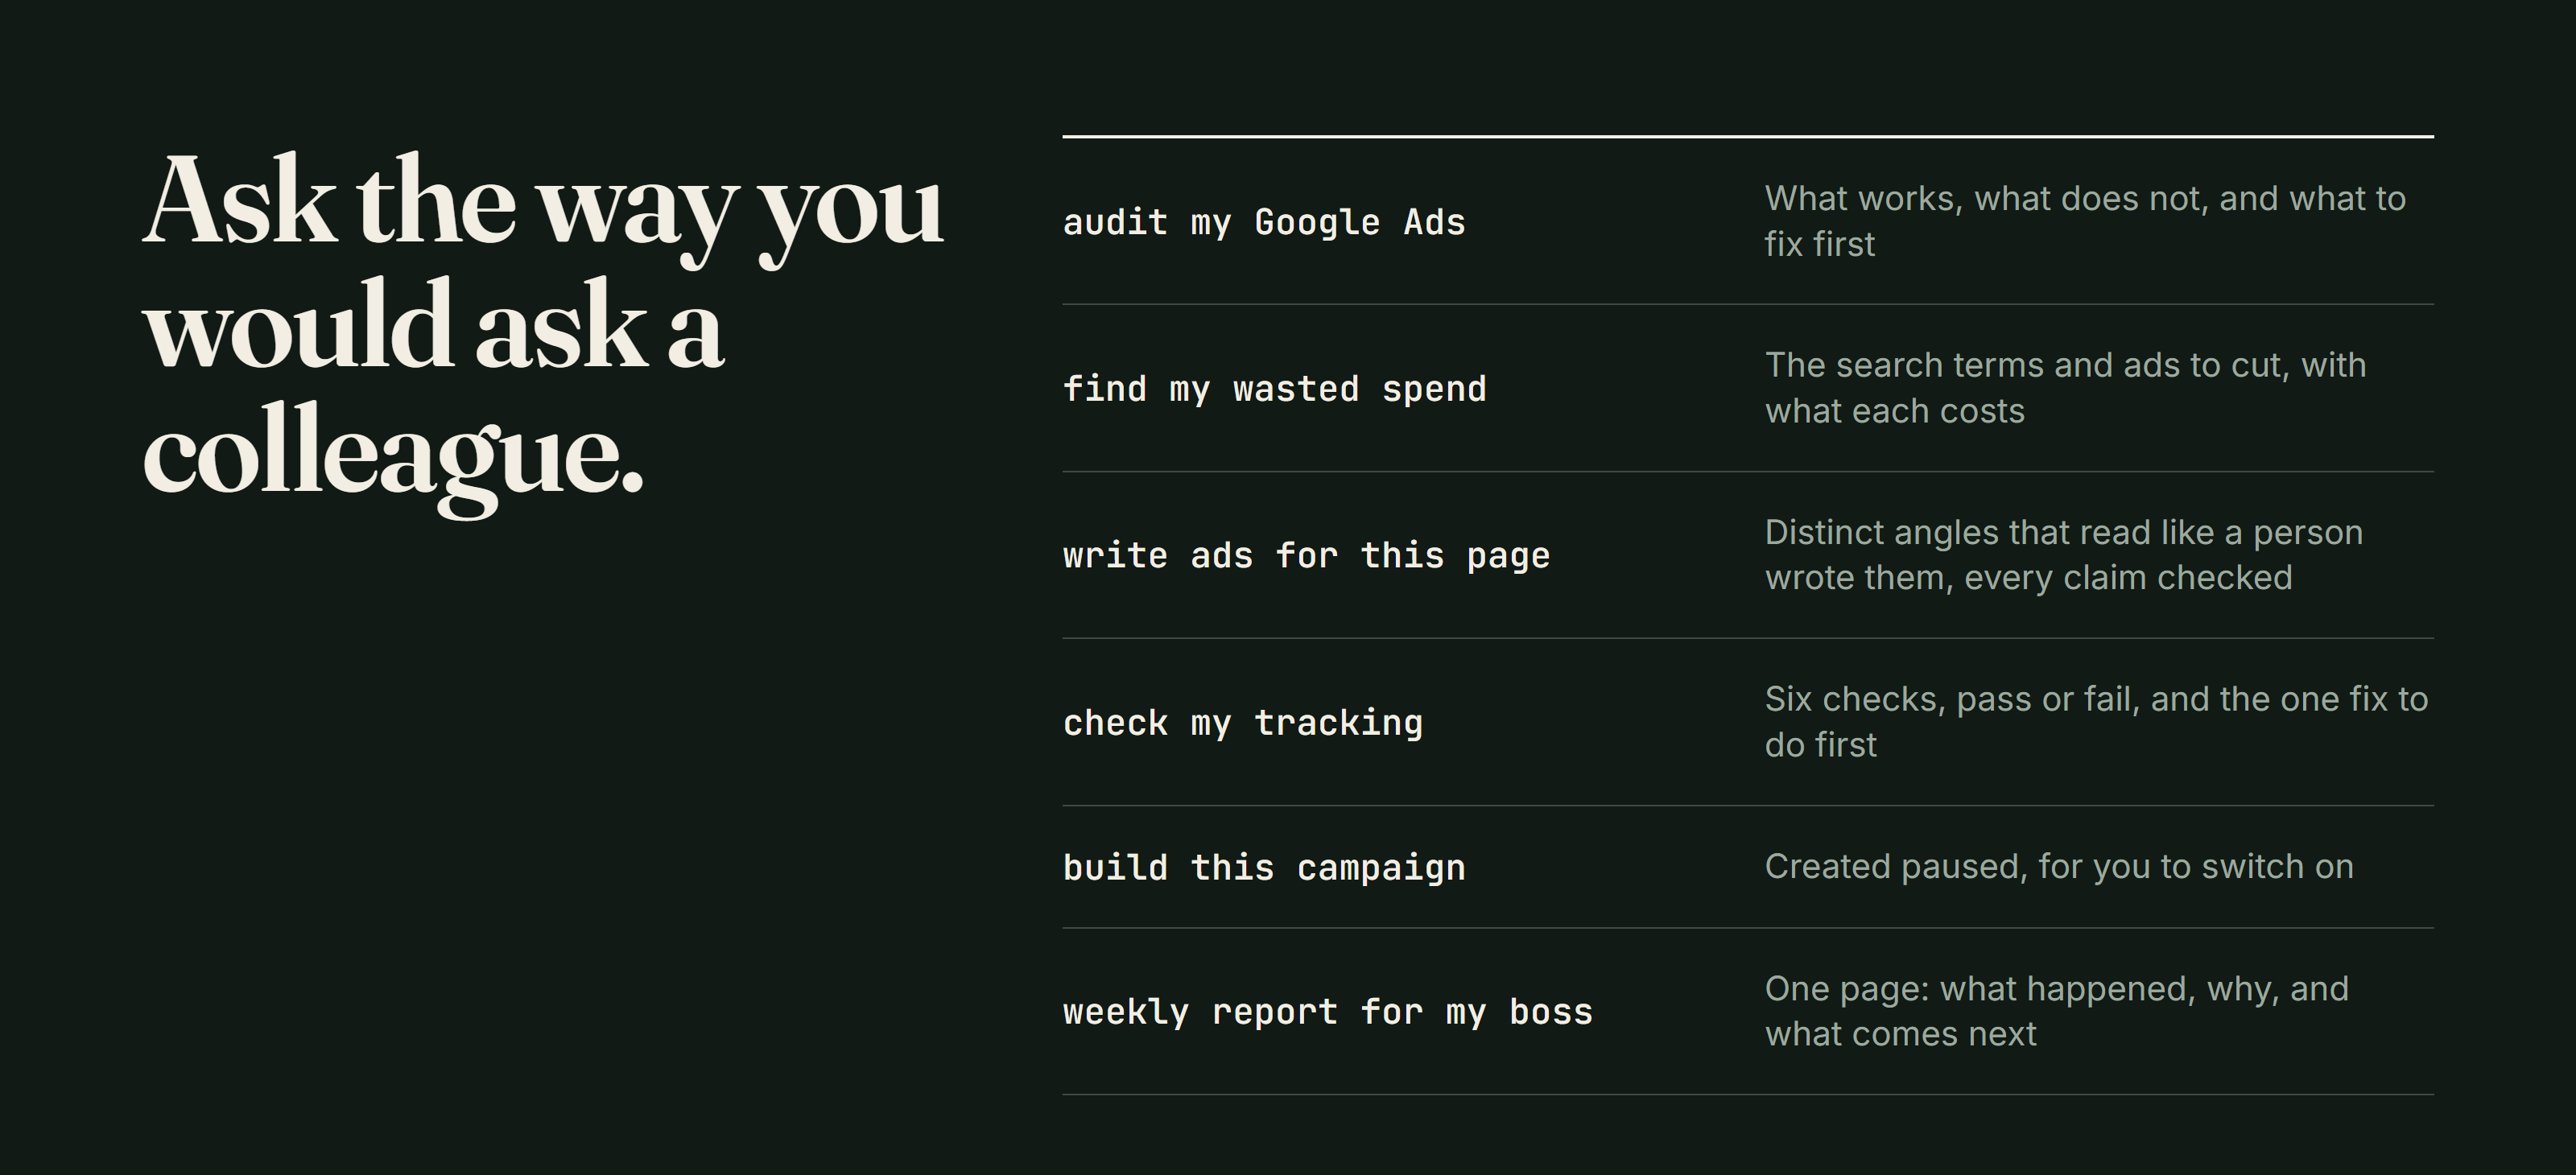 Ask the way you
would ask a
colleague.
audit my Google Ads
What works, what does not, and what to
fix first
find my wasted spend
The search terms and ads to cut, with
what each costs
write ads for this page
Distinct angles that read like a person
wrote them, every claim checked
check my tracking
Six checks, pass or fail, and the one fix to
do first
build this campaign
Created paused, for you to switch on
weekly report for my boss
One page: what happened, why, and
what comes next